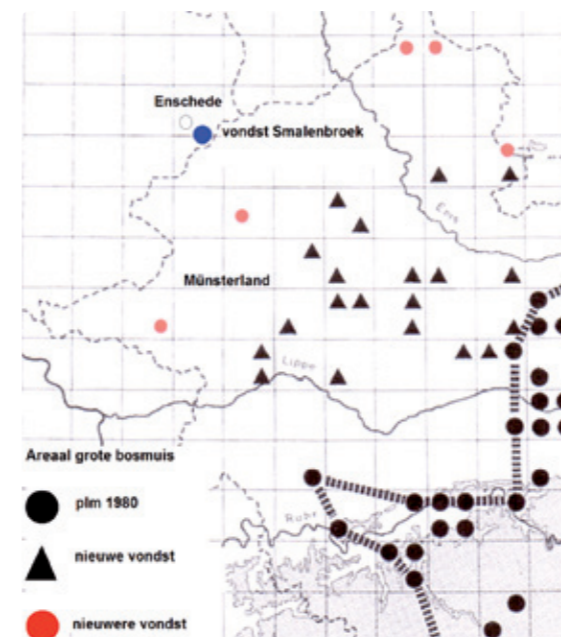 Enschede
vondst Smalenbroek
Ems
Münsterland
Lippe
Areaal grote bosmuis
plm 1980
Ruhr
nieuwe vondst
nieuwere vondst